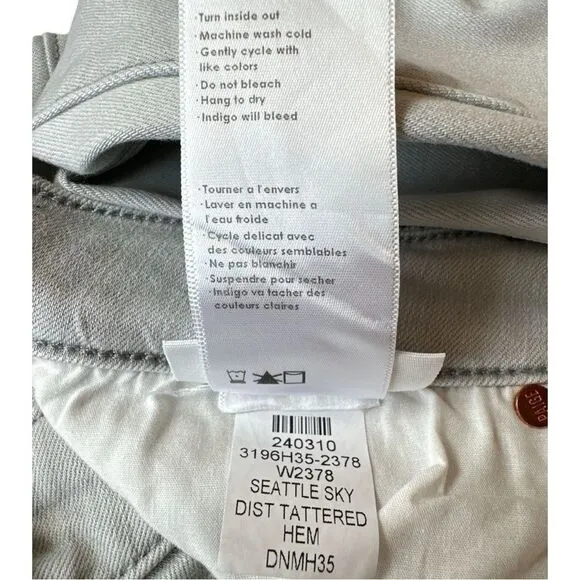 ·Turn inside out
·Machine wash cold
·Gently cycle with
like colors
·Do not bleach
·Hang to dry
·Indigo will bleed
·Tourner a l'envers
·Laver en machine a
l'eau froide
·Cycle delicat avec
des couleurs semblables
·Ne pas blanchir
·Suspendre pour secher
·Indigo va tacher des
couleurs claires
PAIGE
240310
3196H35-2378
W2378
SEATTLE SKY
DIST TATTERED
HEM
DNMH35